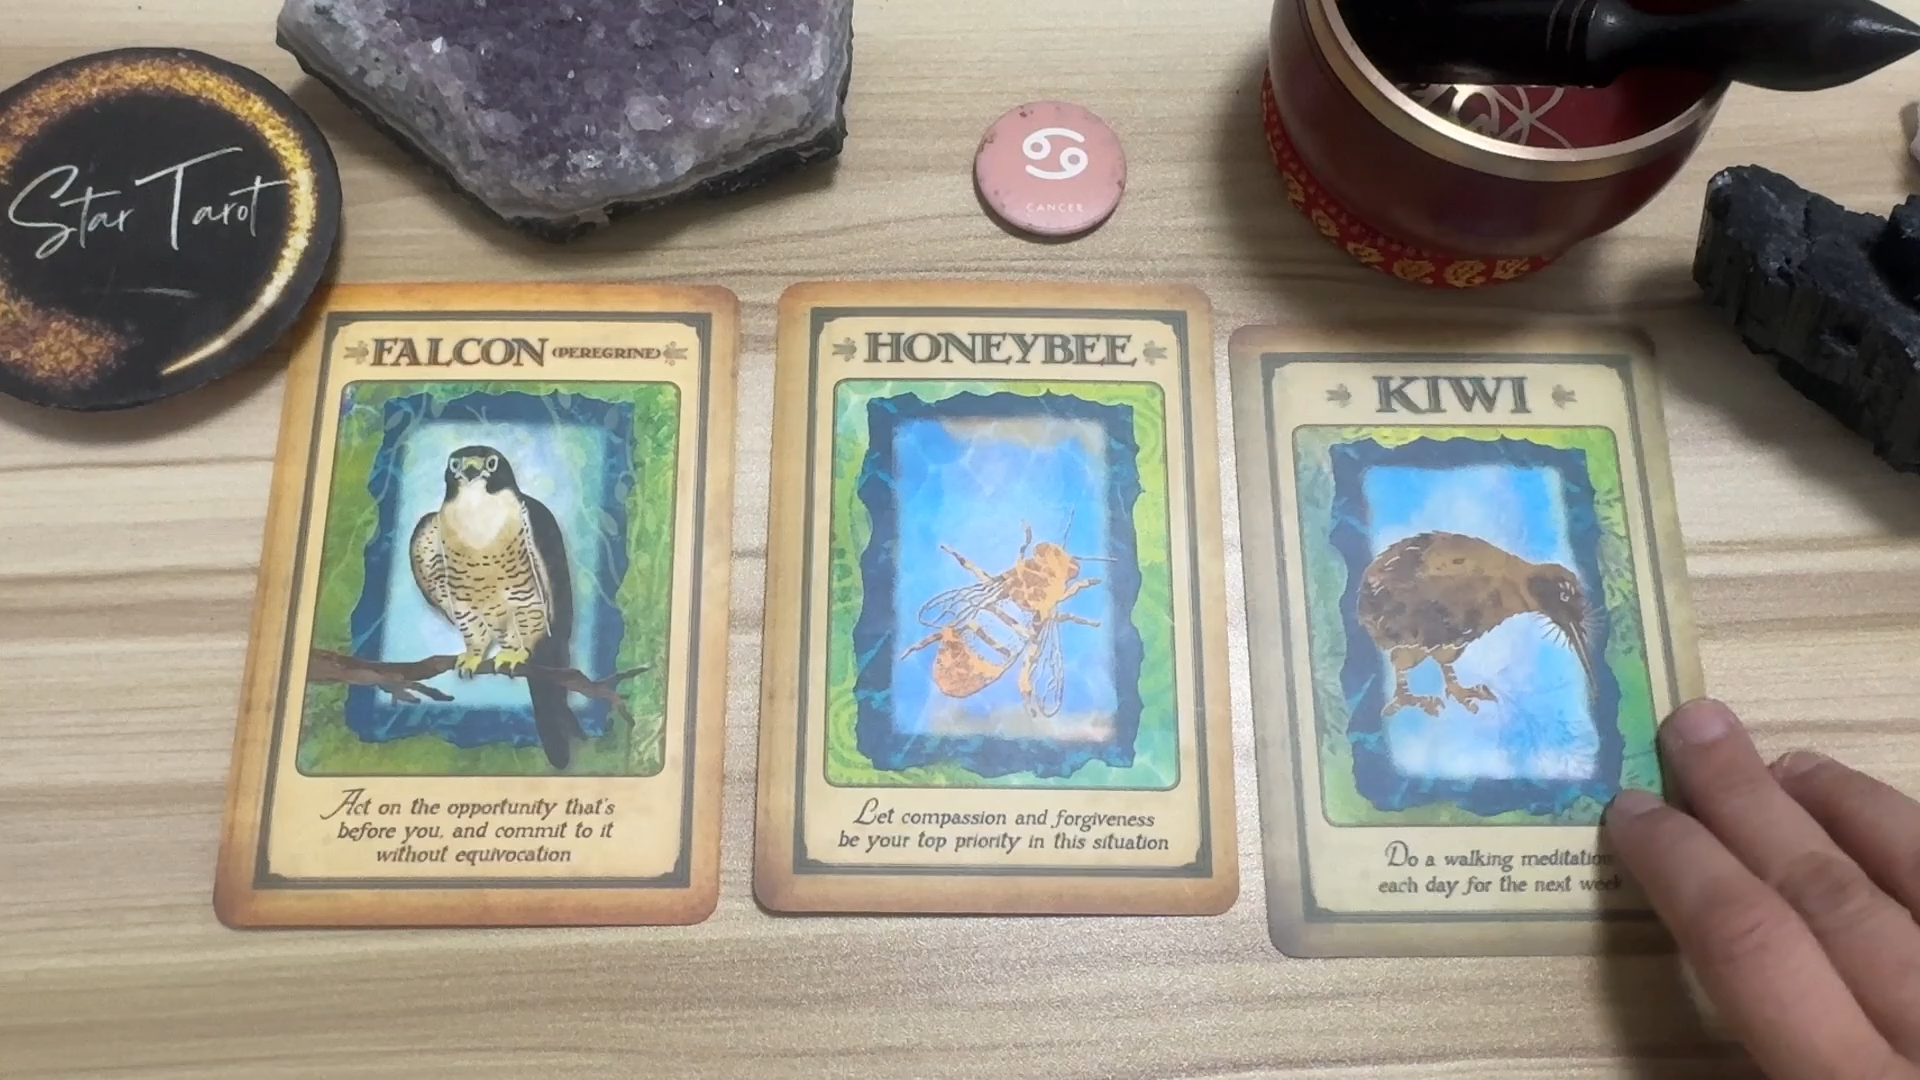 Star Tarot
♋
CANCER
FALCON (PEREGRINE)
Act on the opportunity that's
before you, and commit to it
without equivocation
HONEYBEE
Let compassion and forgiveness
be your top priority in this situation
KIWI
Do a walking meditation
each day for the next week